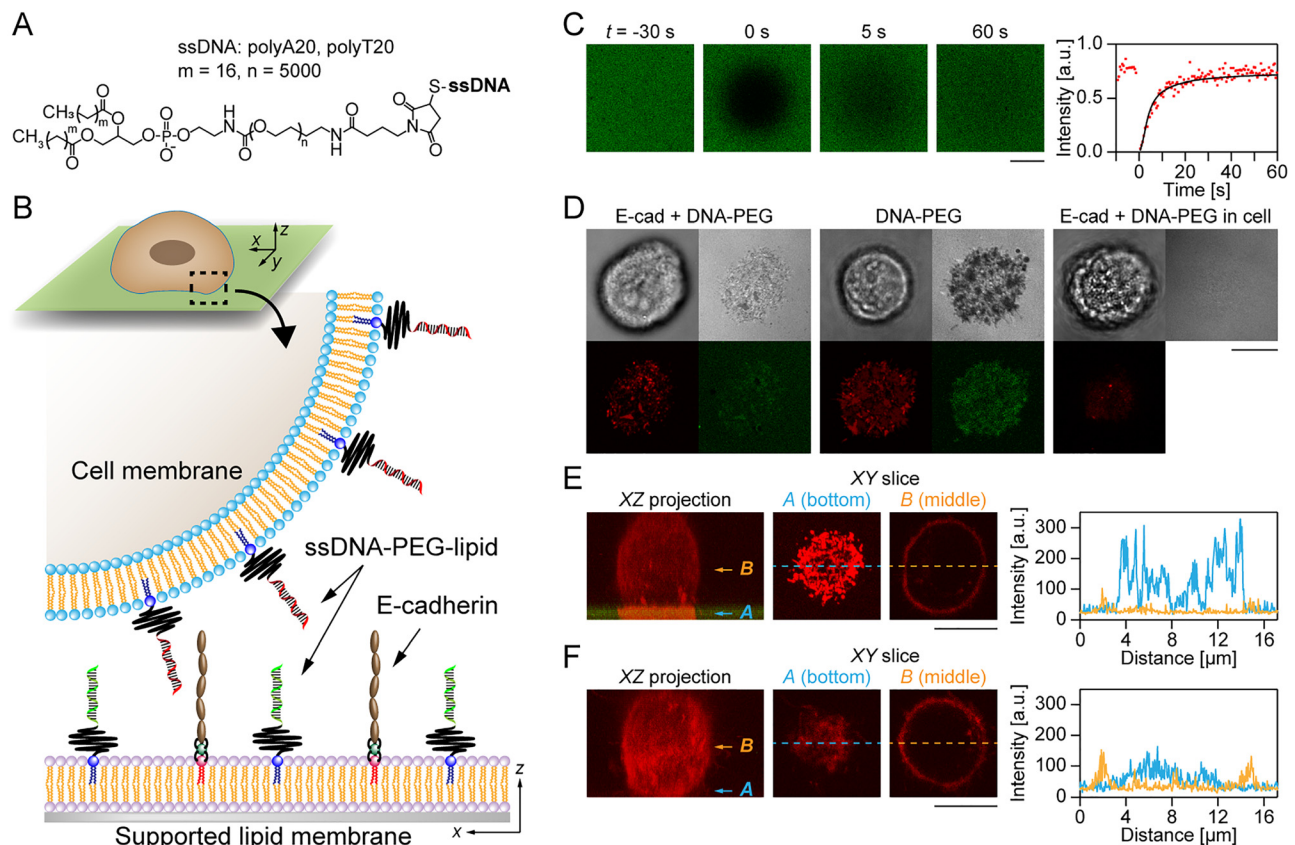 A
ssDNA: polyA20, polyT20
m = 16, n = 5000
S-ssDNA
CH₃
m
O
O
O
O
P
O
O⁻
O
H
N
O
O
n
N
H
O
N
O
O
CH₃
m
O
B
z
x
y
Cell membrane
ssDNA-PEG-lipid
E-cadherin
z
x
Supported lipid membrane
C
t = -30 s
0 s
5 s
60 s
Intensity [a.u.]
1.0
0.5
0.0
20
40
60
Time [s]
D
E-cad + DNA-PEG
DNA-PEG
E-cad + DNA-PEG in cell
E
XY slice
XZ projection
A (bottom)
B (middle)
B
A
Intensity [a.u.]
300
200
100
0
0
4
8
12
16
Distance [µm]
F
XY slice
XZ projection
A (bottom)
B (middle)
B
A
Intensity [a.u.]
300
200
100
0
0
4
8
12
16
Distance [µm]